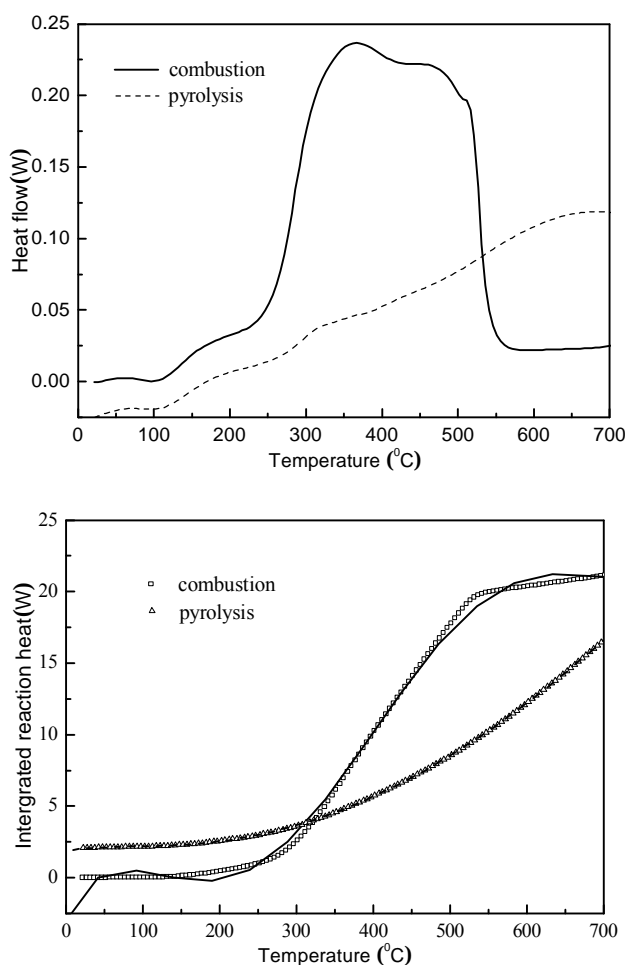 0.25
0.20
0.15
0.10
0.05
0.00
Heat flow(W)
combustion
pyrolysis
0 100 200 300 400 500 600 700
Temperature (⁰C)
25
20
15
10
5
0
Intergrated reaction heat(W)
combustion
pyrolysis
0 100 200 300 400 500 600 700
Temperature (⁰C)